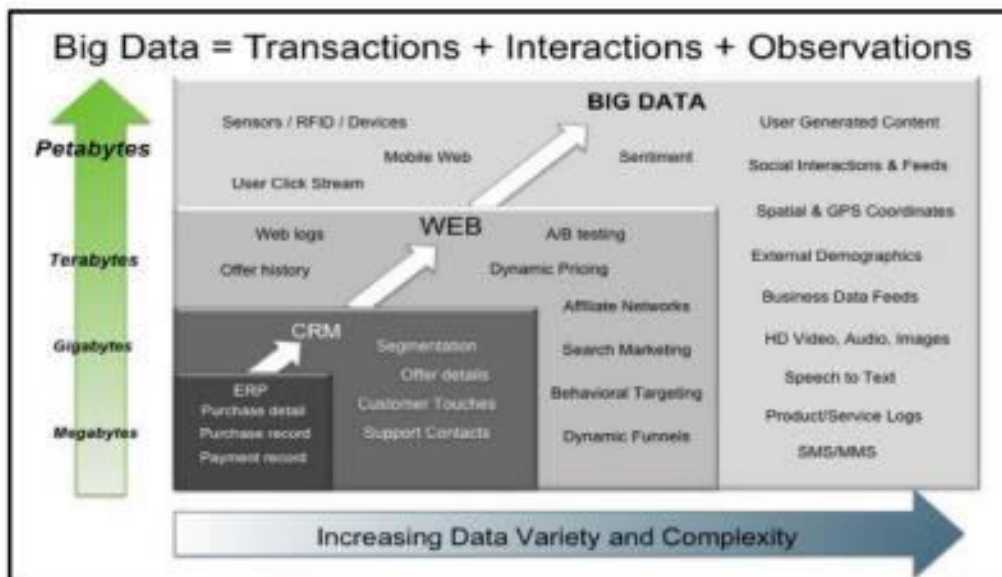 Big Data = Transactions + Interactions + Observations
BIG DATA
Sensors / RFID / Devices
User Generated Content
Petabytes
Mobile Web
Sentiment
Social Interactions & Feeds
User Click Stream
Spatial & GPS Coordinates
WEB
Web logs
A/B testing
Terabytes
External Demographics
Offer history
Dynamic Pricing
Business Data Feeds
Affiliate Networks
CRM
Gigabytes
Segmentation
Search Marketing
HD Video, Audio, Images
Offer details
Speech to Text
ERP
Behavioral Targeting
Purchase detail
Customer Touches
Product/Service Logs
Megabytes
Purchase record
Support Contacts
Dynamic Funnels
SMS/MMS
Payment record
Increasing Data Variety and Complexity